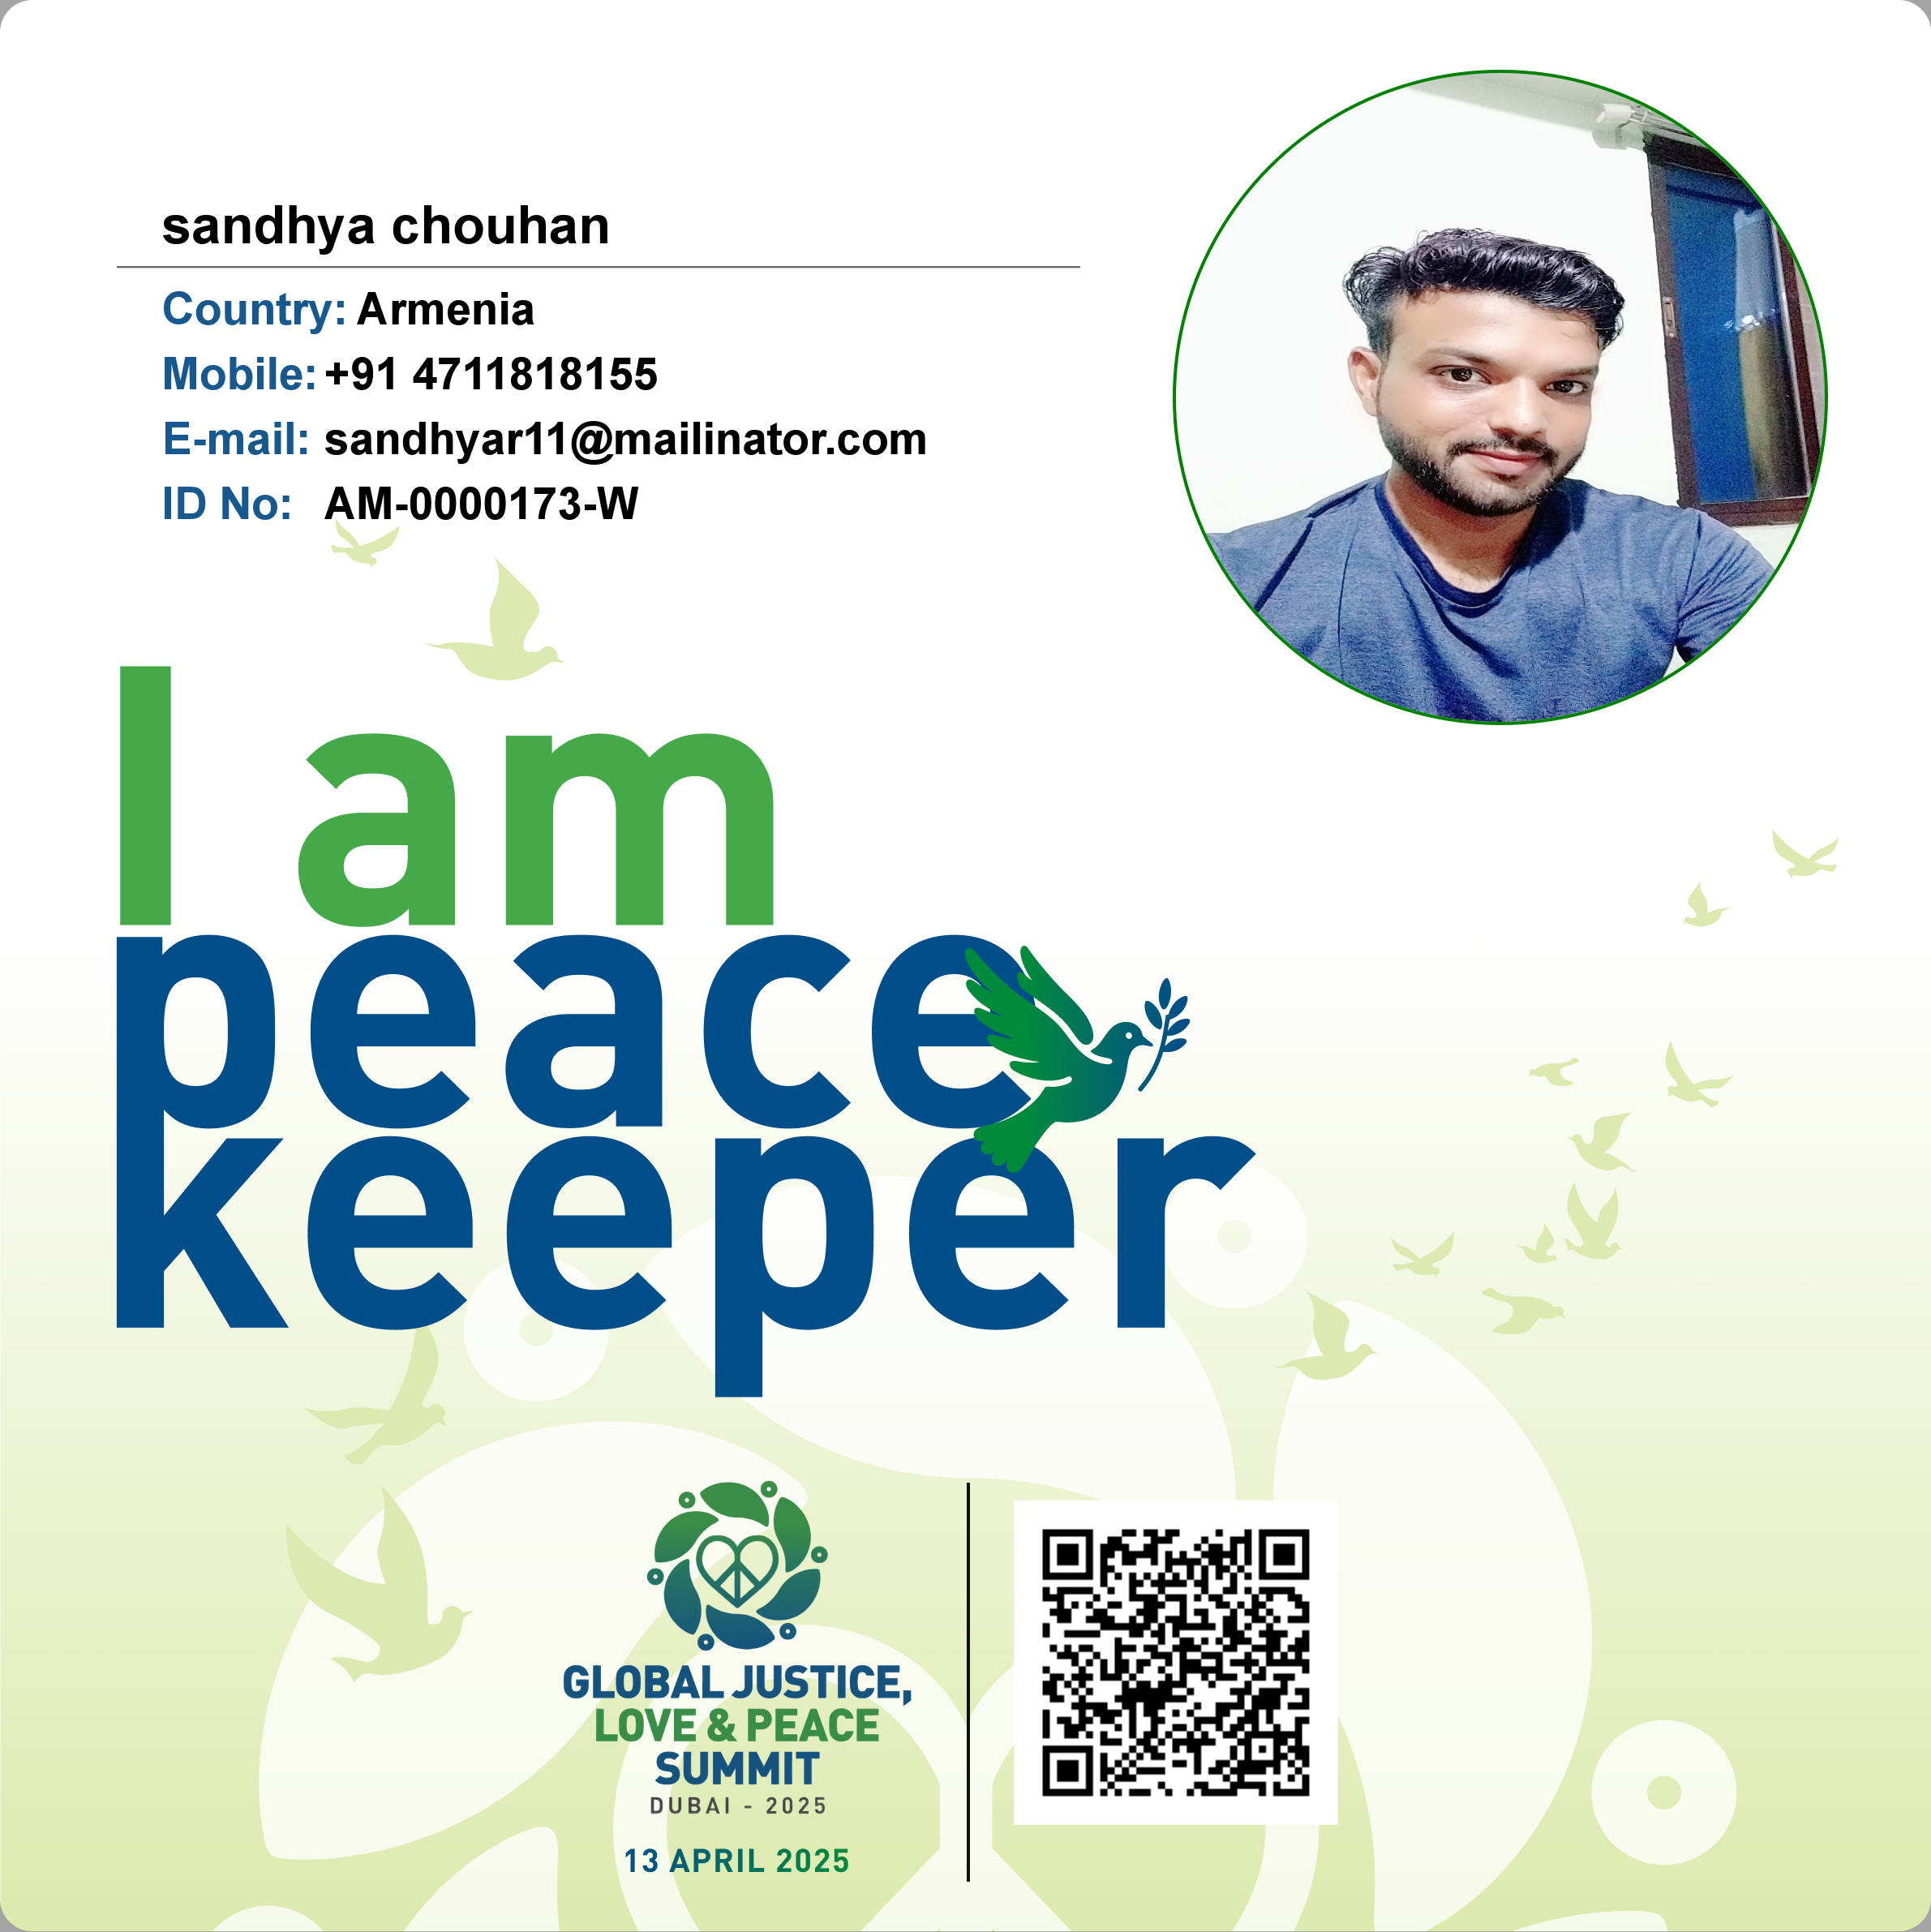 sandhya chouhan
Country: Armenia
Mobile: +91 4711818155
E-mail: sandhyar11@mailinator.com
ID No: AM-0000173-W
I am
peace
keeper
GLOBAL JUSTICE,
LOVE & PEACE
SUMMIT
DUBAI - 2025
13 APRIL 2025